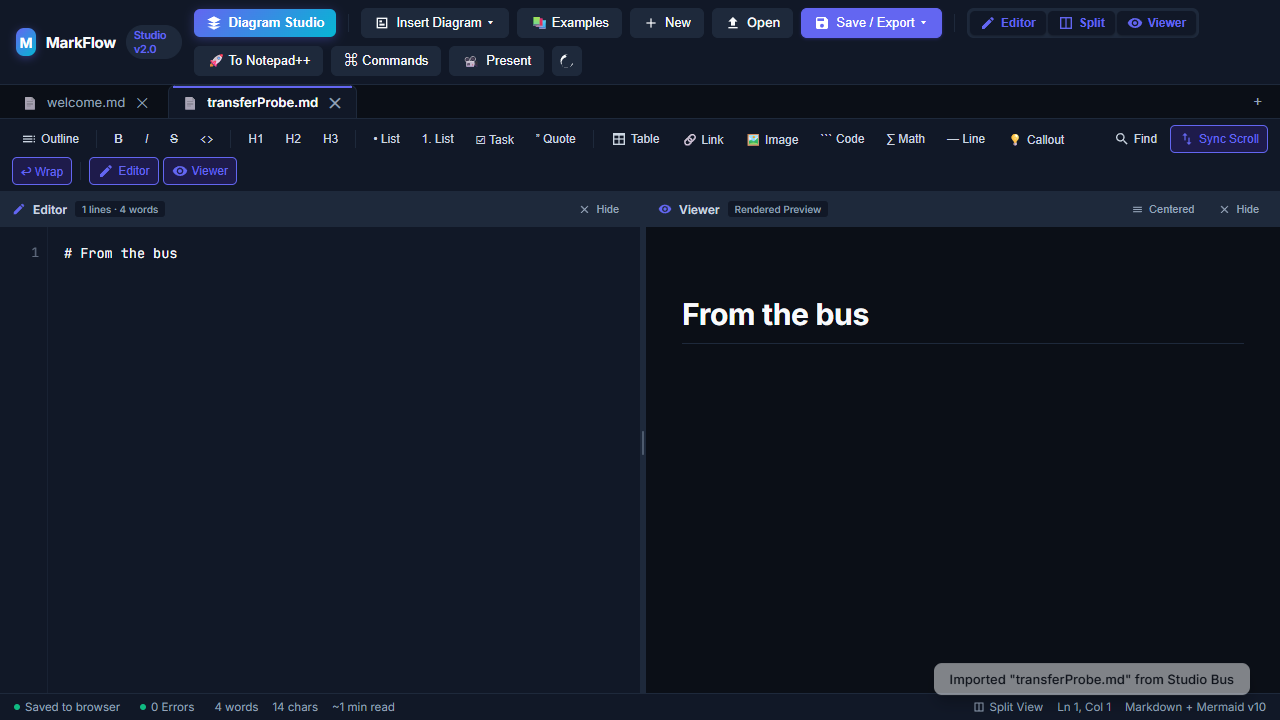 M MarkFlow Studio v2.0 Diagram Studio Insert Diagram Examples New Open Save / Export Editor Split Viewer
To Notepad++ Commands Present
welcome.md transferProbe.md +
Outline B I S <> H1 H2 H3 • List 1. List Task " Quote Table Link Image ``` Code ∑ Math — Line Callout Find Sync Scroll
Wrap Editor Viewer
Editor 1 lines · 4 words Hide Viewer Rendered Preview Centered Hide
1 # From the bus
From the bus
Imported "transferProbe.md" from Studio Bus
Saved to browser 0 Errors 4 words 14 chars ~1 min read Split View Ln 1, Col 1 Markdown + Mermaid v10